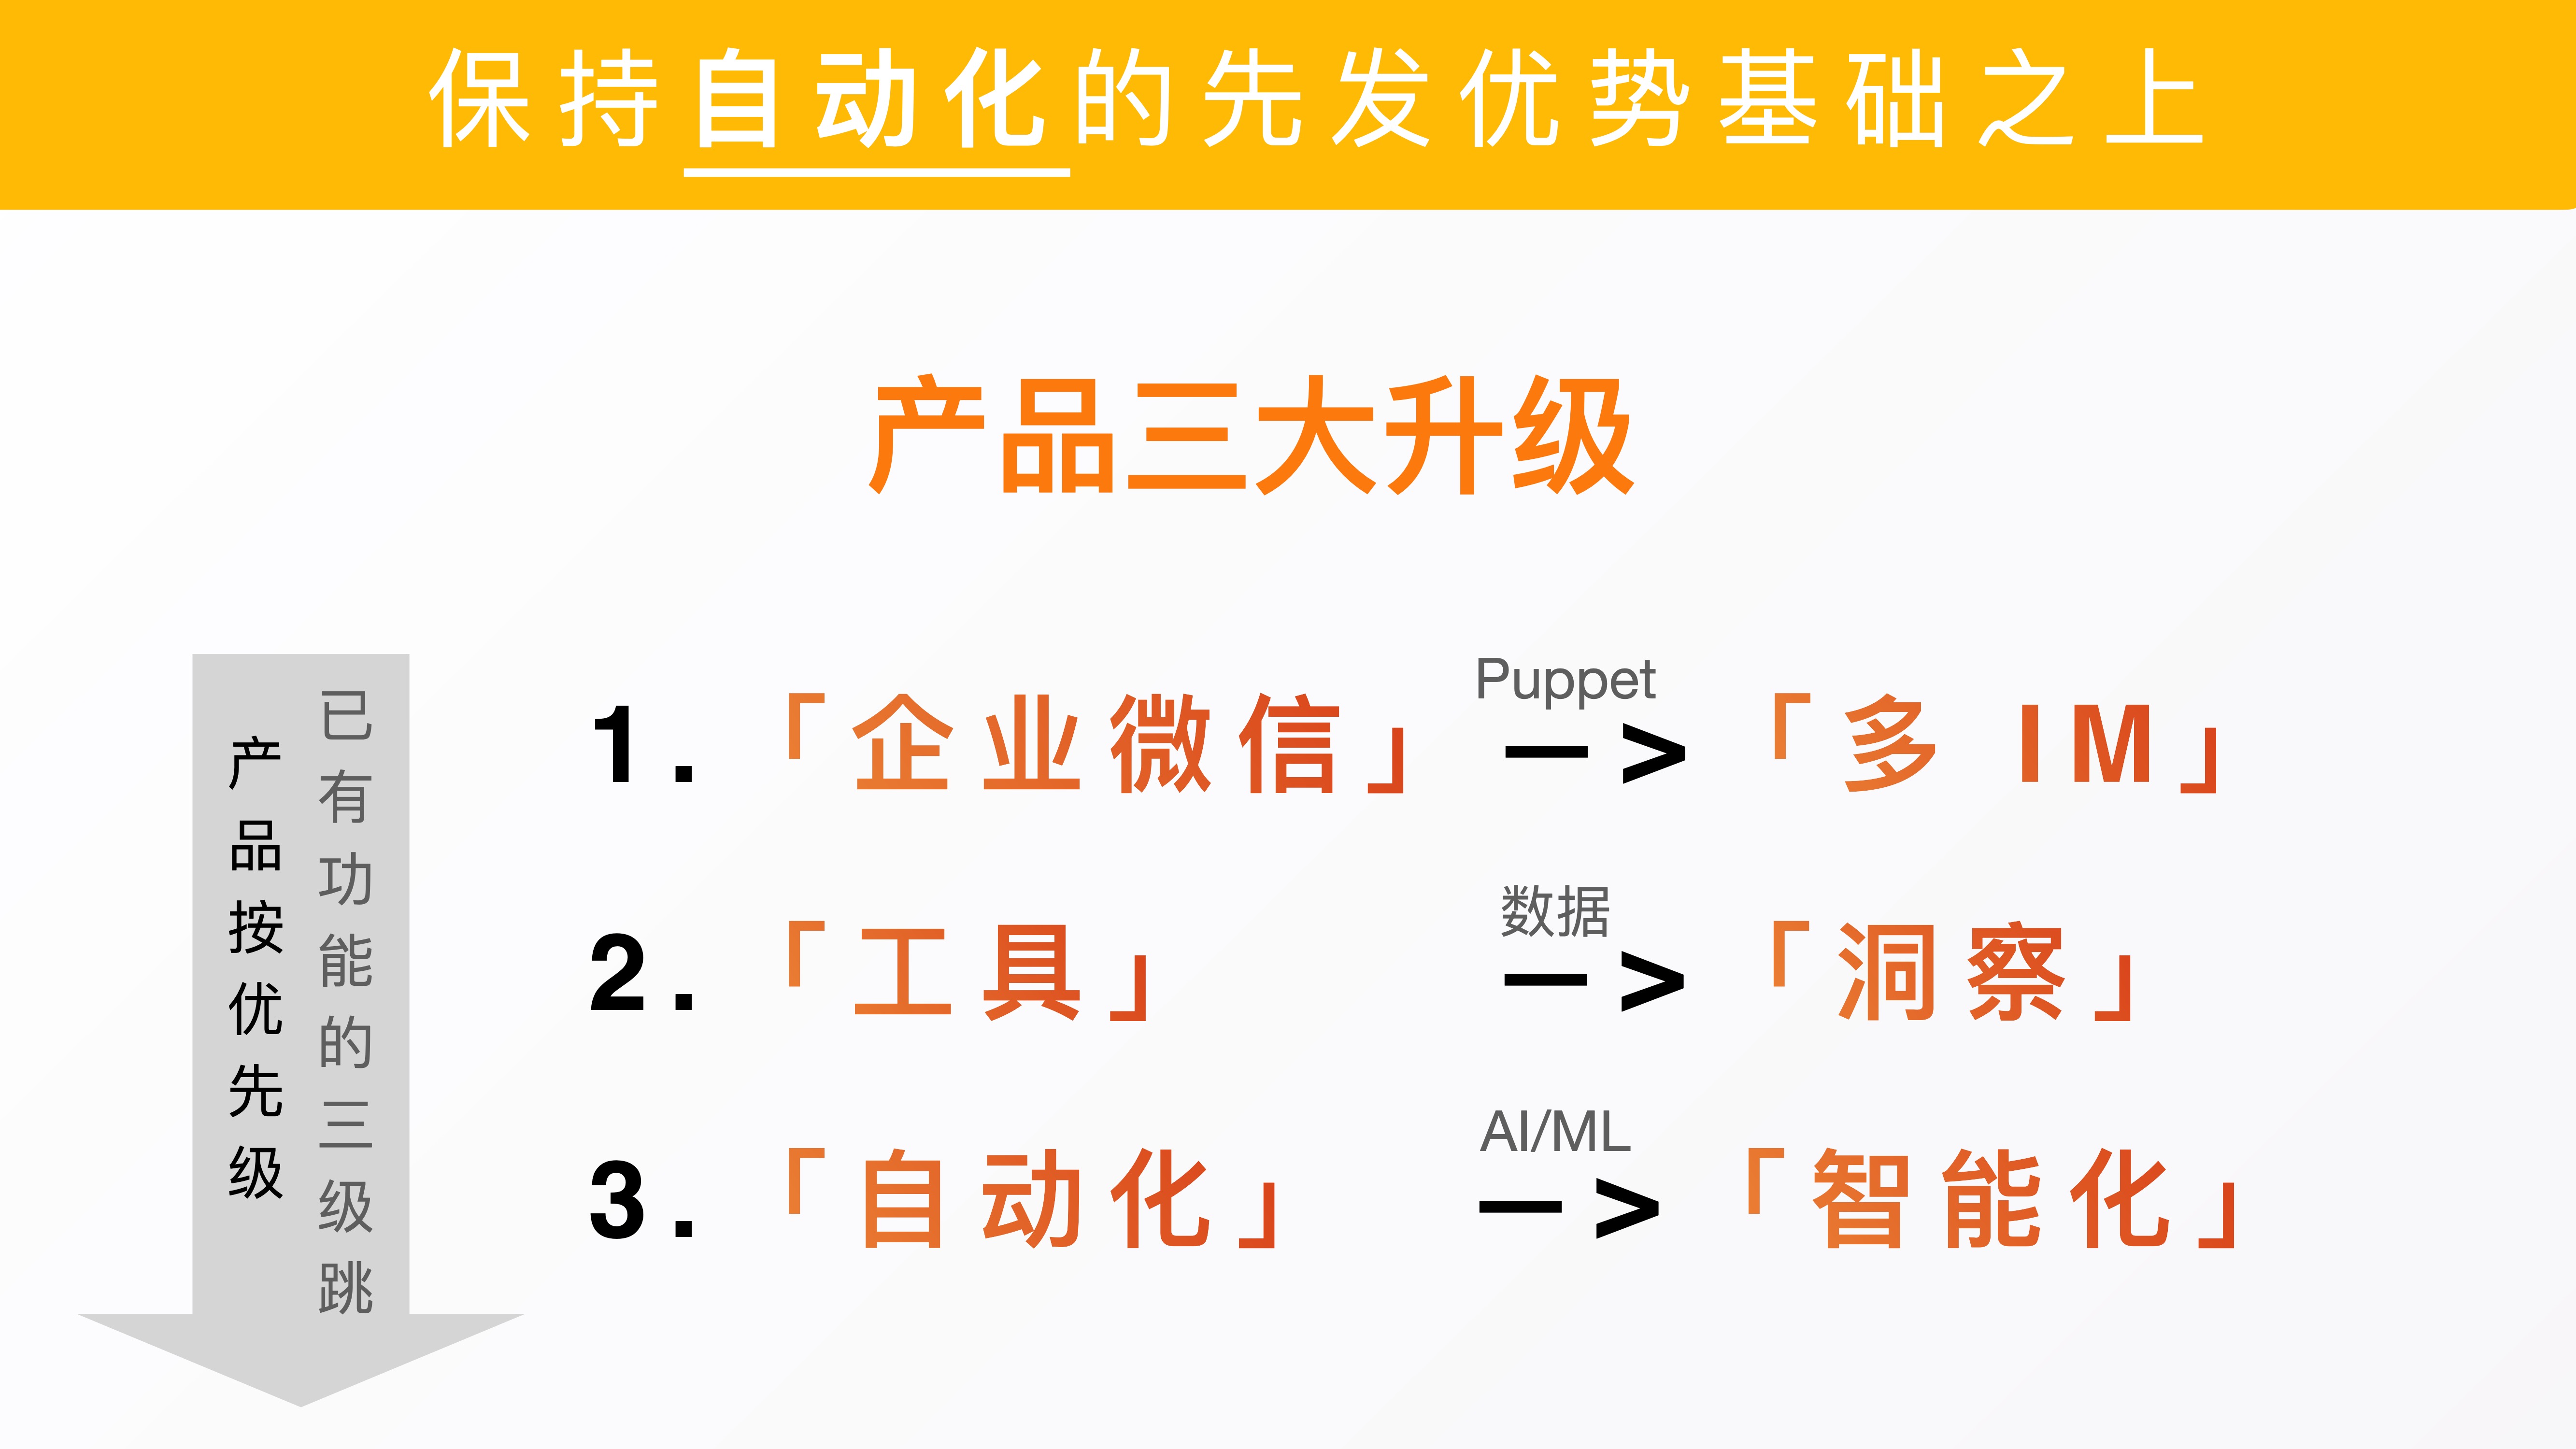 保持自动化的先发优势基础之上
产品三大升级
产品按优先级
已有功能的三级跳
1.「企业微信」
Puppet
—>「多 IM」
2.「工具」
数据
—>「洞察」
3.「自动化」
AI/ML
—>「智能化」